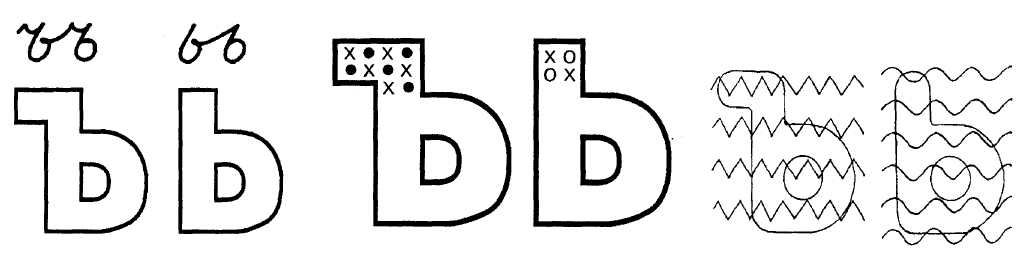 ъъ ьь
Ъ Ь Ъ Ь Ъ Ь
х ● х ● х о
● х ● х о х
х ●